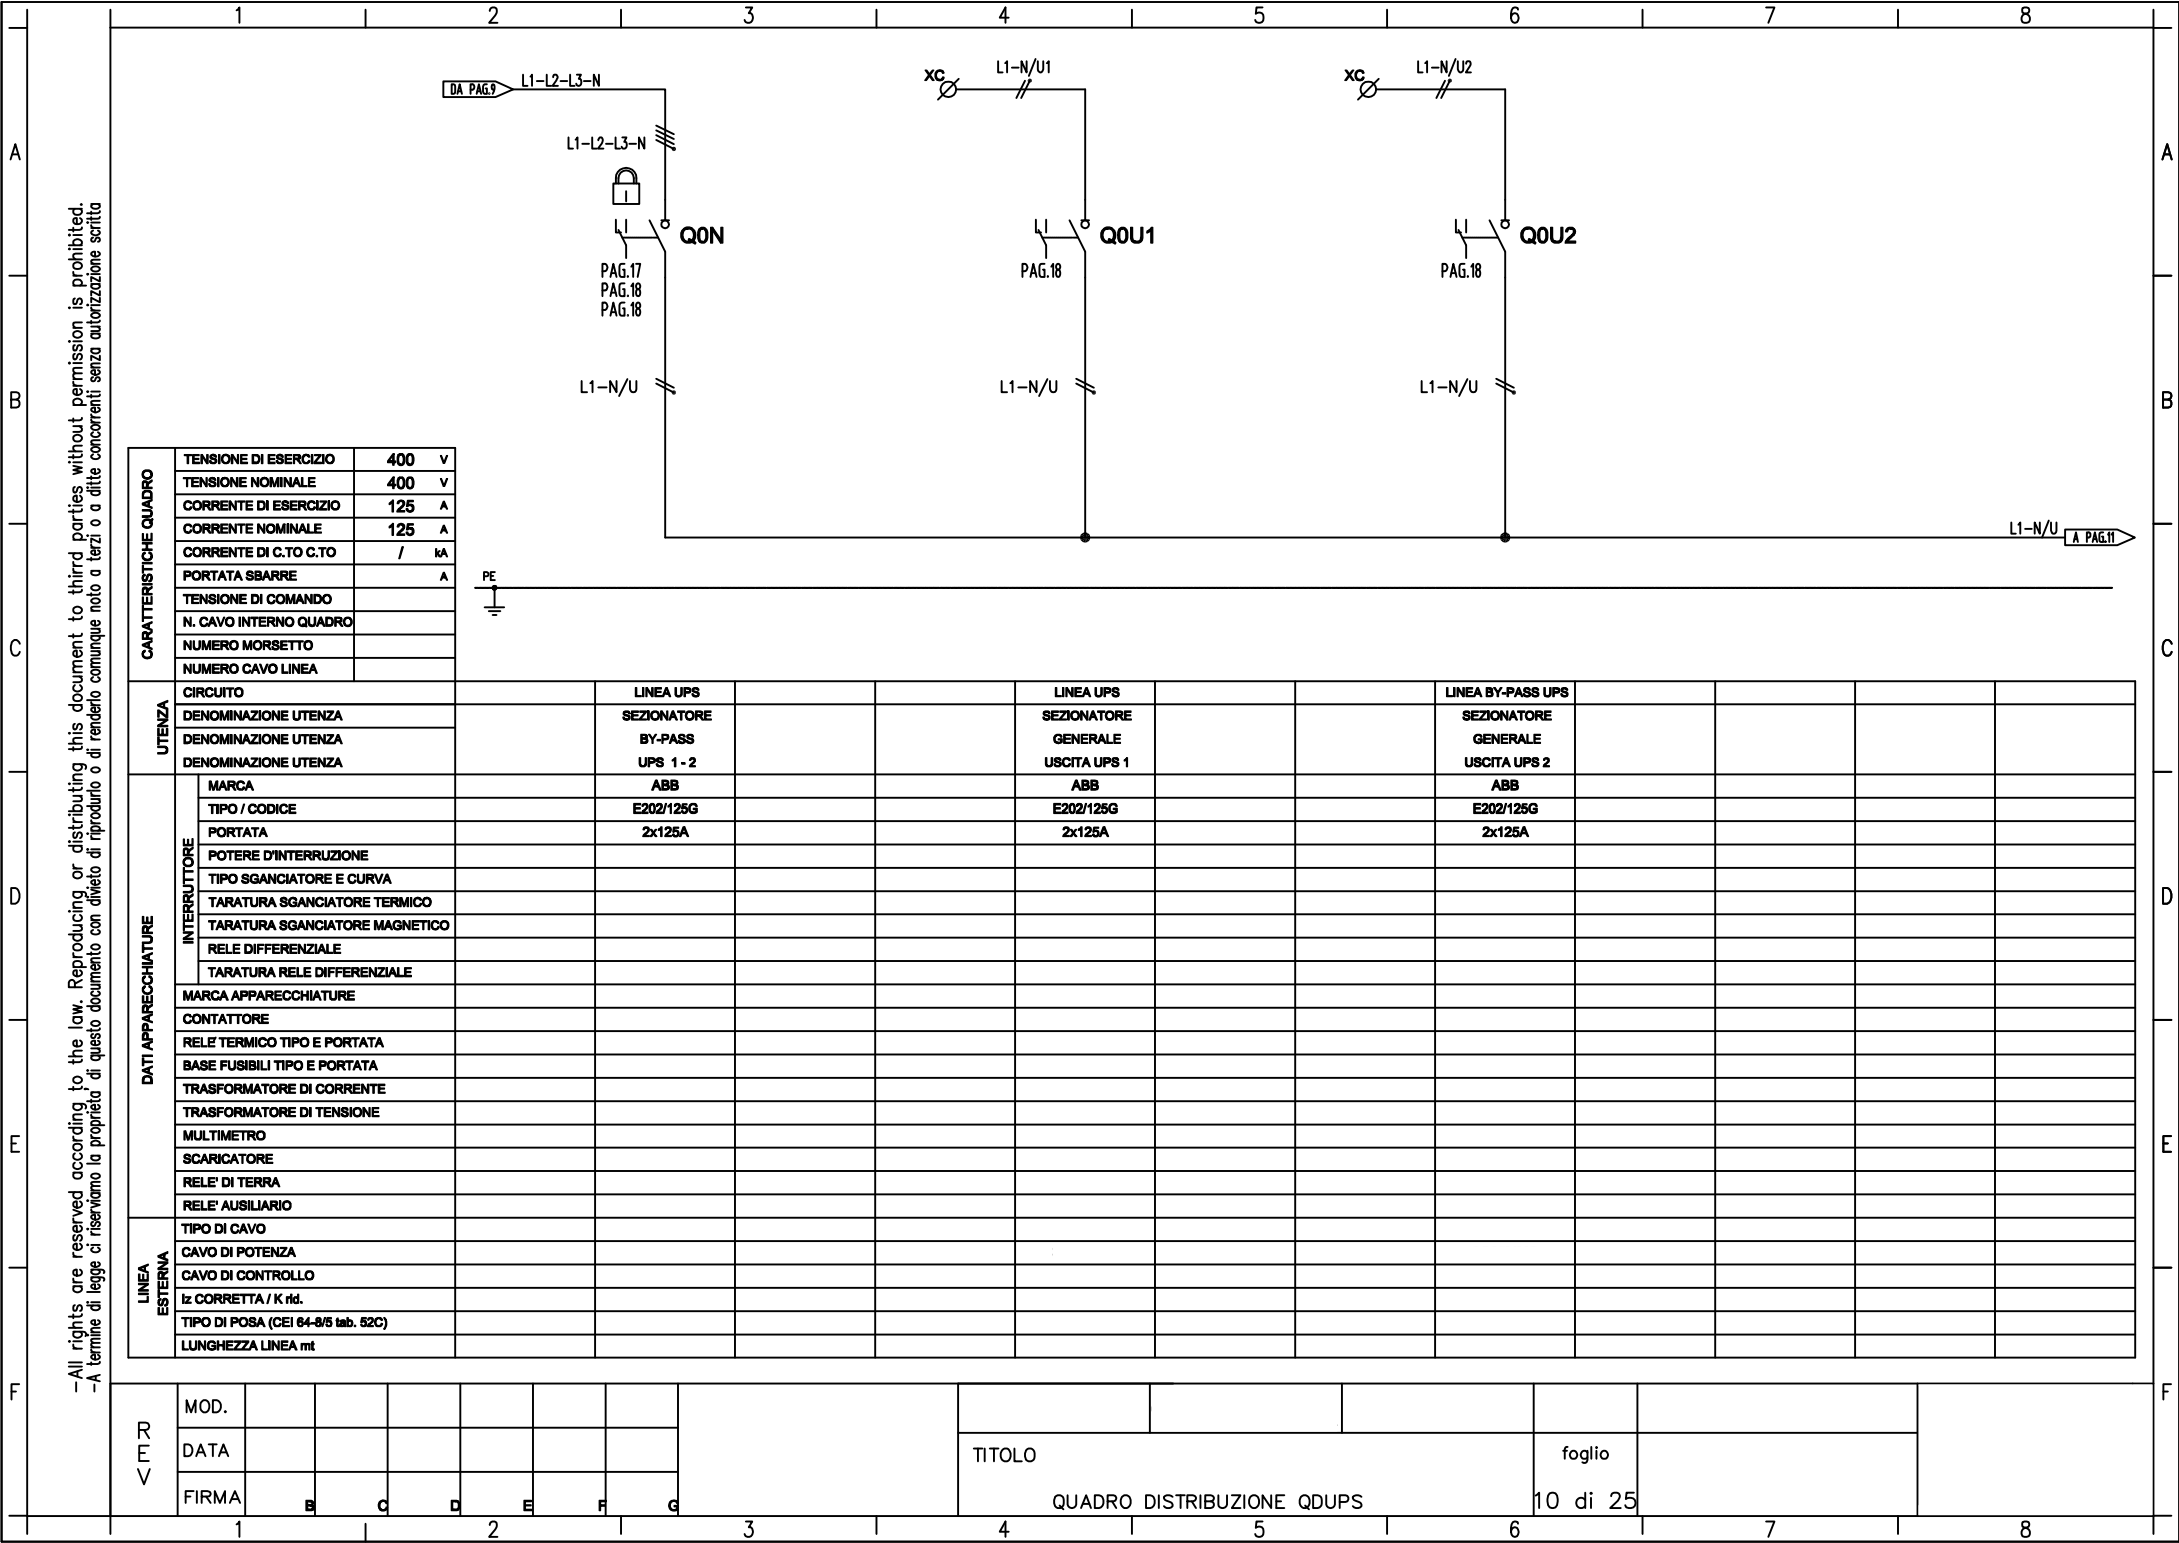 1 2 3 4 5 6 7 8
A
B
C
D
E
F
A
B
C
D
E
F
-All rights are reserved according to the law. Reproducing or distributing this document to thirrd parties without permission is prohibited.
-A termine di legge ci riserviamo la proprieta' di questo documento con divieto di riprodurlo o di renderlo comunque noto a terzi o a ditte concorrenti senza autorizzazione scritta
DA PAG.9 L1-L2-L3-N
L1-L2-L3-N
Q0N
PAG.17
PAG.18
PAG.18
L1-N/U
XC L1-N/U1
Q0U1
PAG.18
L1-N/U
XC L1-N/U2
Q0U2
PAG.18
L1-N/U
L1-N/U A PAG.11
PE
CARATTERISTICHE QUADRO
TENSIONE DI ESERCIZIO 400 V
TENSIONE NOMINALE 400 V
CORRENTE DI ESERCIZIO 125 A
CORRENTE NOMINALE 125 A
CORRENTE DI C.TO C.TO / kA
PORTATA SBARRE A
TENSIONE DI COMANDO
N. CAVO INTERNO QUADRO
NUMERO MORSETTO
NUMERO CAVO LINEA
UTENZA
CIRCUITO LINEA UPS LINEA UPS LINEA BY-PASS UPS
DENOMINAZIONE UTENZA SEZIONATORE SEZIONATORE SEZIONATORE
DENOMINAZIONE UTENZA BY-PASS GENERALE GENERALE
DENOMINAZIONE UTENZA UPS 1 - 2 USCITA UPS 1 USCITA UPS 2
DATI APPARECCHIATURE
INTERRUTTORE
MARCA ABB ABB ABB
TIPO / CODICE E202/125G E202/125G E202/125G
PORTATA 2x125A 2x125A 2x125A
POTERE D'INTERRUZIONE
TIPO SGANCIATORE E CURVA
TARATURA SGANCIATORE TERMICO
TARATURA SGANCIATORE MAGNETICO
RELE DIFFERENZIALE
TARATURA RELE DIFFERENZIALE
MARCA APPARECCHIATURE
CONTATTORE
RELE' TERMICO TIPO E PORTATA
BASE FUSIBILI TIPO E PORTATA
TRASFORMATORE DI CORRENTE
TRASFORMATORE DI TENSIONE
MULTIMETRO
SCARICATORE
RELE' DI TERRA
RELE' AUSILIARIO
LINEA
ESTERNA
TIPO DI CAVO
CAVO DI POTENZA
CAVO DI CONTROLLO
Iz CORRETTA / K rid.
TIPO DI POSA (CEI 64-8/5 tab. 52C)
LUNGHEZZA LINEA mt
REV
MOD.
DATA
FIRMA B C D E F G
TITOLO
QUADRO DISTRIBUZIONE QDUPS
foglio
10 di 25
1 2 3 4 5 6 7 8